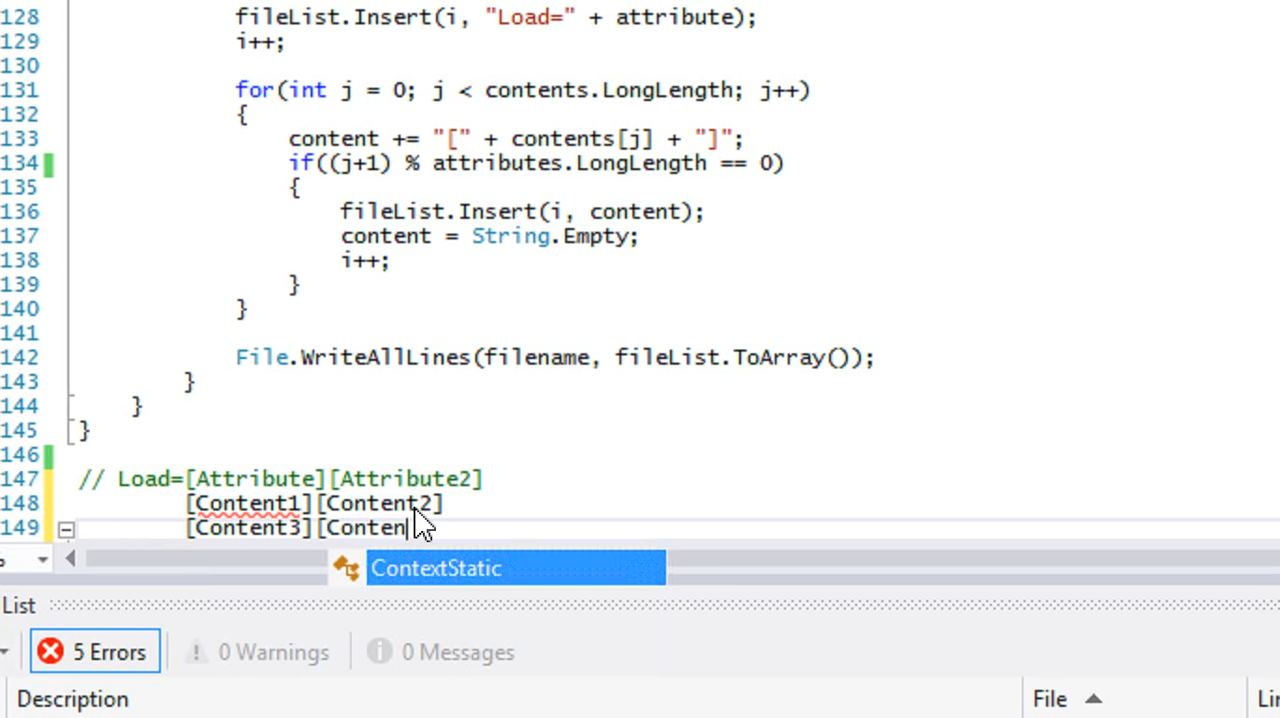 128 fileList.Insert(i, "Load=" + attribute);
129 i++;
130
131 for(int j = 0; j < contents.LongLength; j++)
132 {
133 content += "[" + contents[j] + "]";
134 if((j+1) % attributes.LongLength == 0)
135 {
136 fileList.Insert(i, content);
137 content = String.Empty;
138 i++;
139 }
140 }
141
142 File.WriteAllLines(filename, fileList.ToArray());
143 }
144 }
145 }
146
147 // Load=[Attribute][Attribute2]
148 [Content1][Content2]
149 [Content3][Conten
ContextStatic
List
5 Errors 0 Warnings 0 Messages
Description File Lin